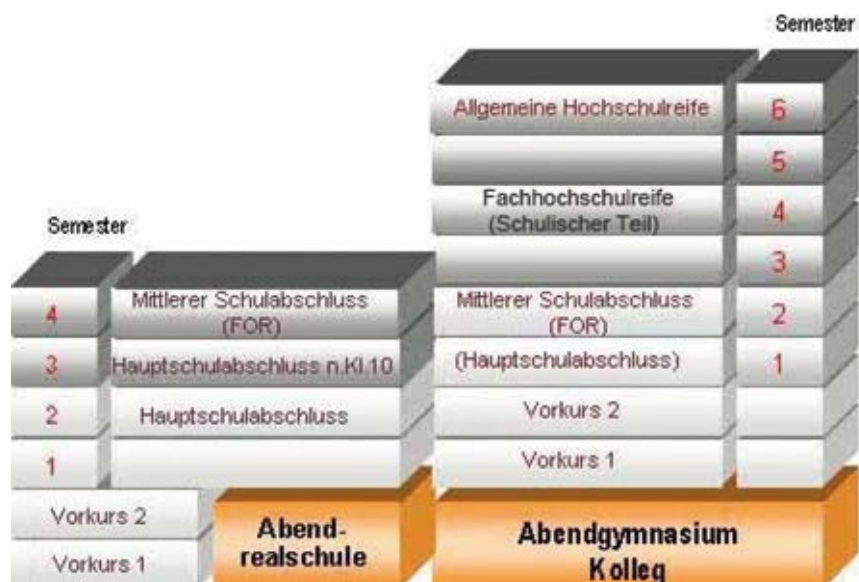 Semester
6
Allgemeine Hochschulreife
5
Fachhochschulreife
(Schulischer Teil)
4
3
Mittlerer Schulabschluss
(FOR)
2
(Hauptschulabschluss)
1
Vorkurs 2
Vorkurs 1
Abendgymnasium
Kolleg
Semester
4
Mittlerer Schulabschluss
(FOR)
3
Hauptschulabschluss n.Kl.10
2
Hauptschulabschluss
1
Vorkurs 2
Vorkurs 1
Abend-
realschule